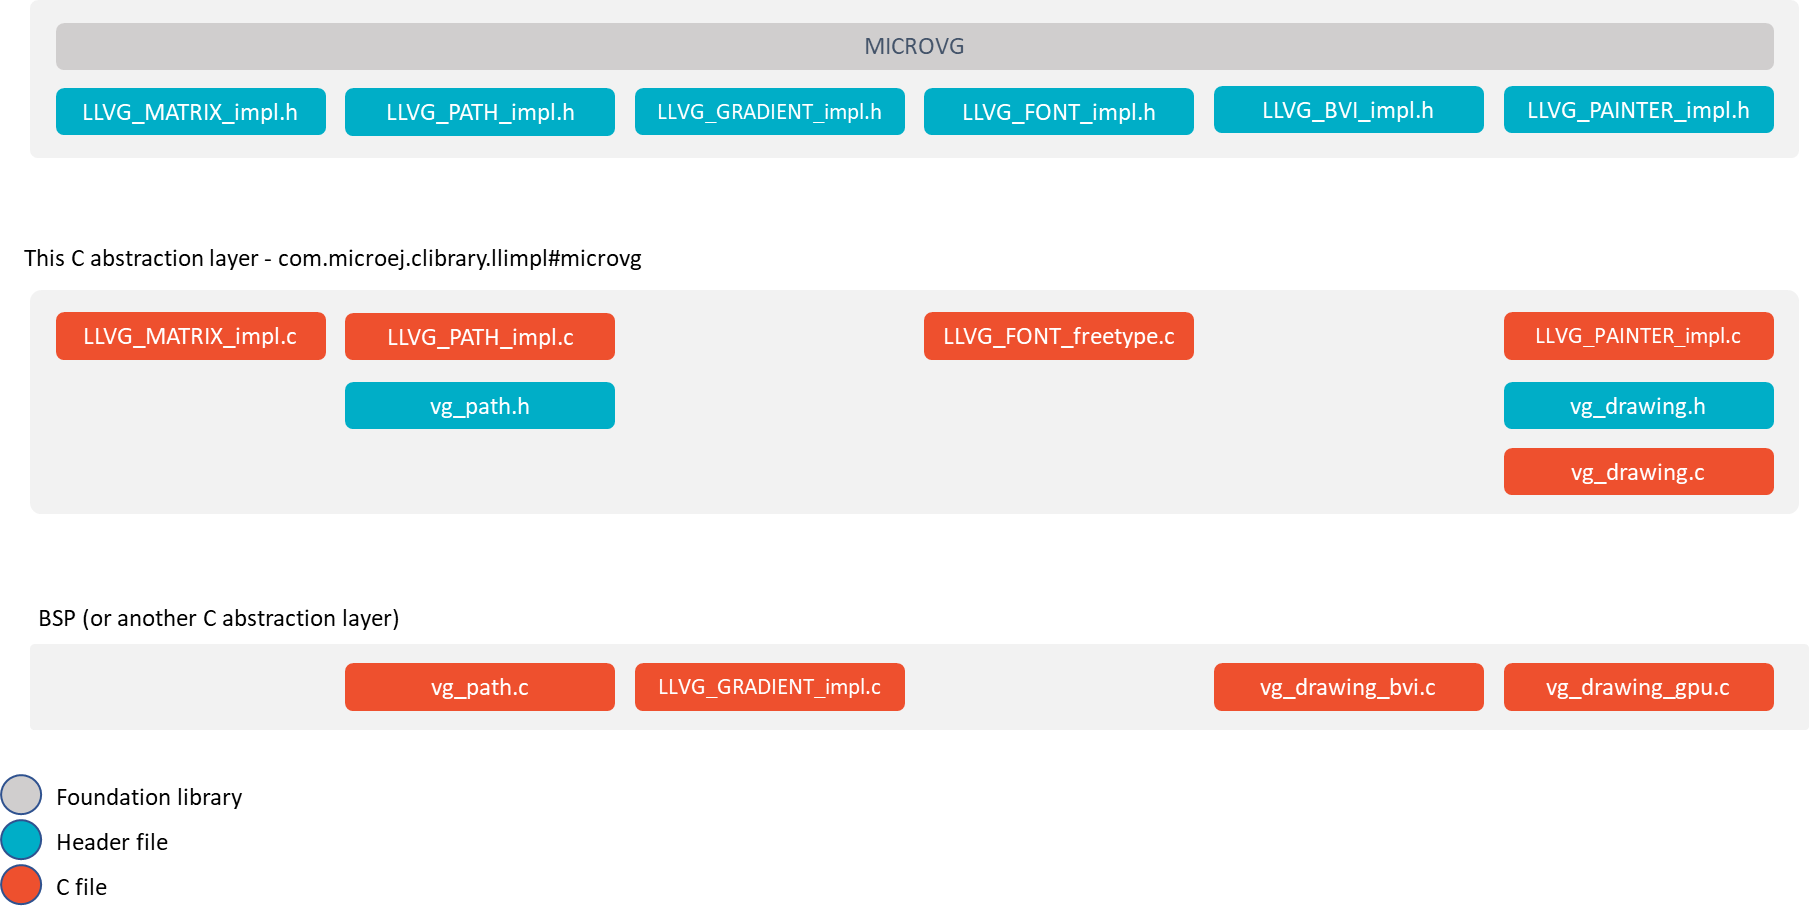 MICROVG
LLVG_MATRIX_impl.h
LLVG_PATH_impl.h
LLVG_GRADIENT_impl.h
LLVG_FONT_impl.h
LLVG_BVI_impl.h
LLVG_PAINTER_impl.h
This C abstraction layer - com.microej.clibrary.llimpl#microvg
LLVG_MATRIX_impl.c
LLVG_PATH_impl.c
LLVG_FONT_freetype.c
LLVG_PAINTER_impl.c
vg_path.h
vg_drawing.h
vg_drawing.c
BSP (or another C abstraction layer)
vg_path.c
LLVG_GRADIENT_impl.c
vg_drawing_bvi.c
vg_drawing_gpu.c
Foundation library
Header file
C file